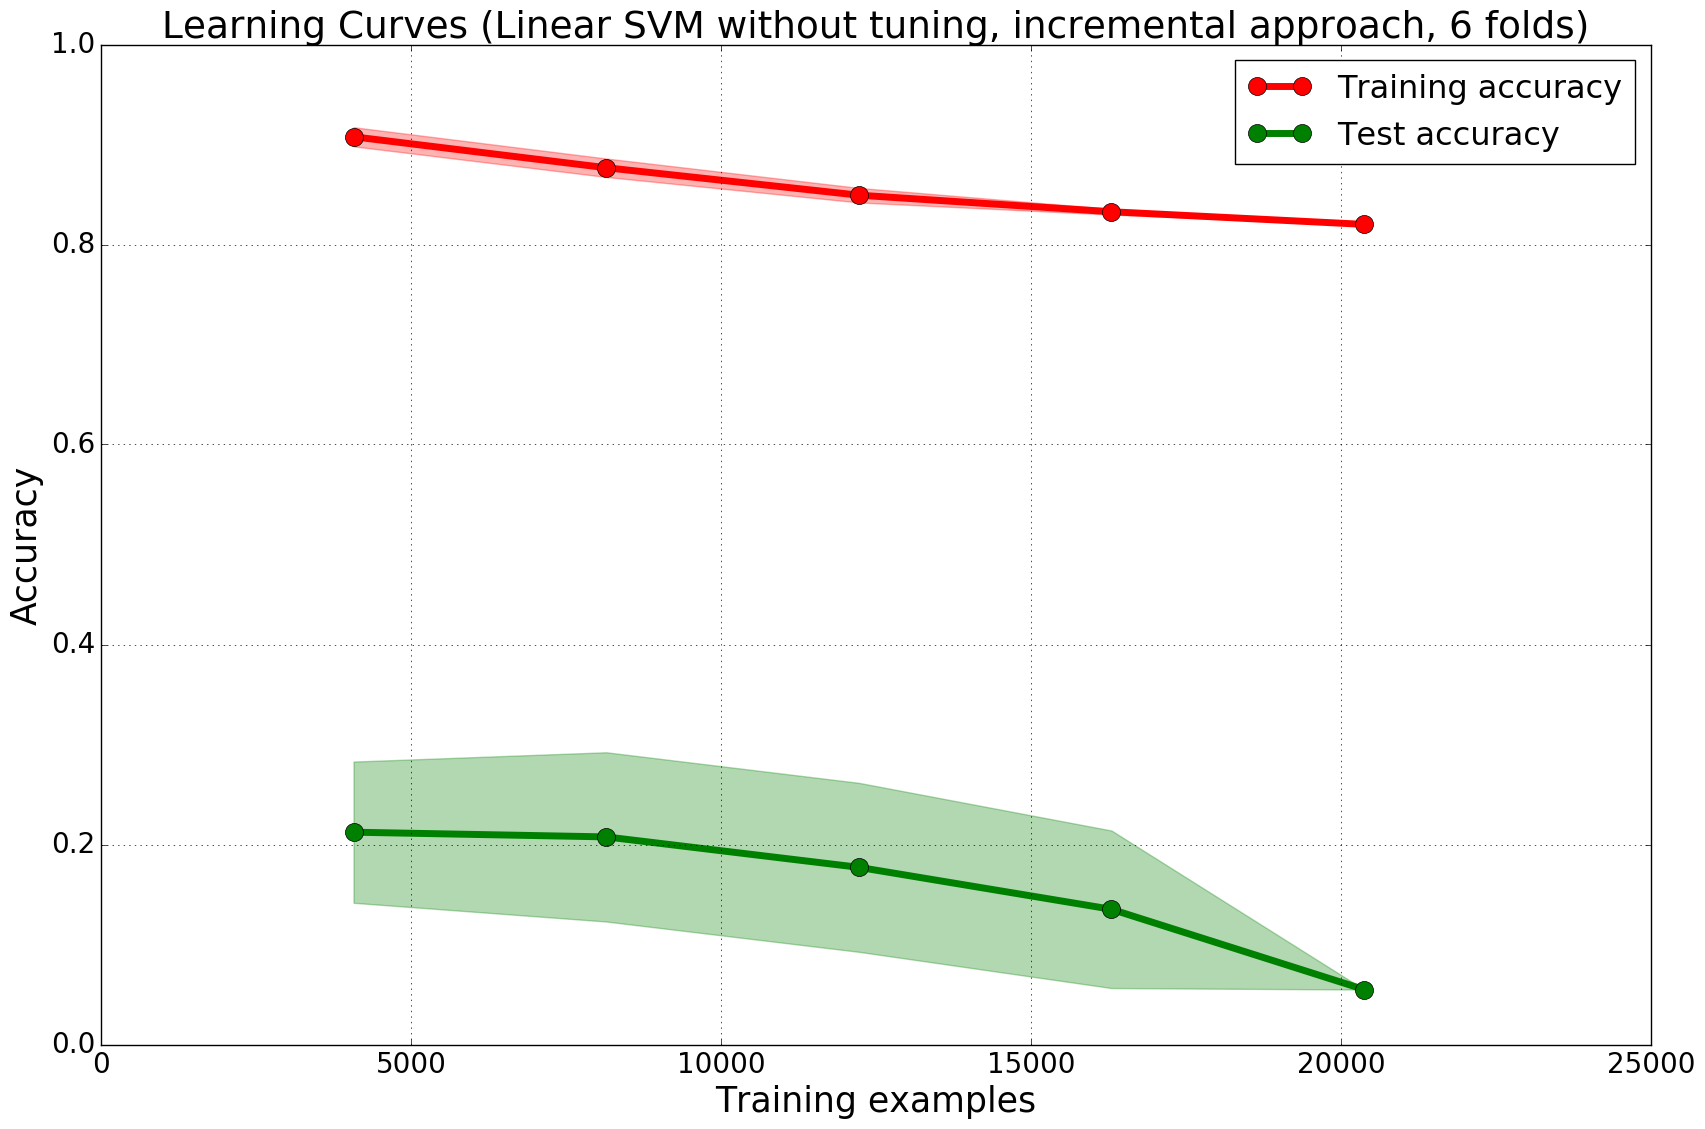 Learning Curves (Linear SVM without tuning, incremental approach, 6 folds)
Training accuracy
Test accuracy
1.0
0.8
0.6
0.4
0.2
0.0
Accuracy
0 5000 10000 15000 20000 25000
Training examples